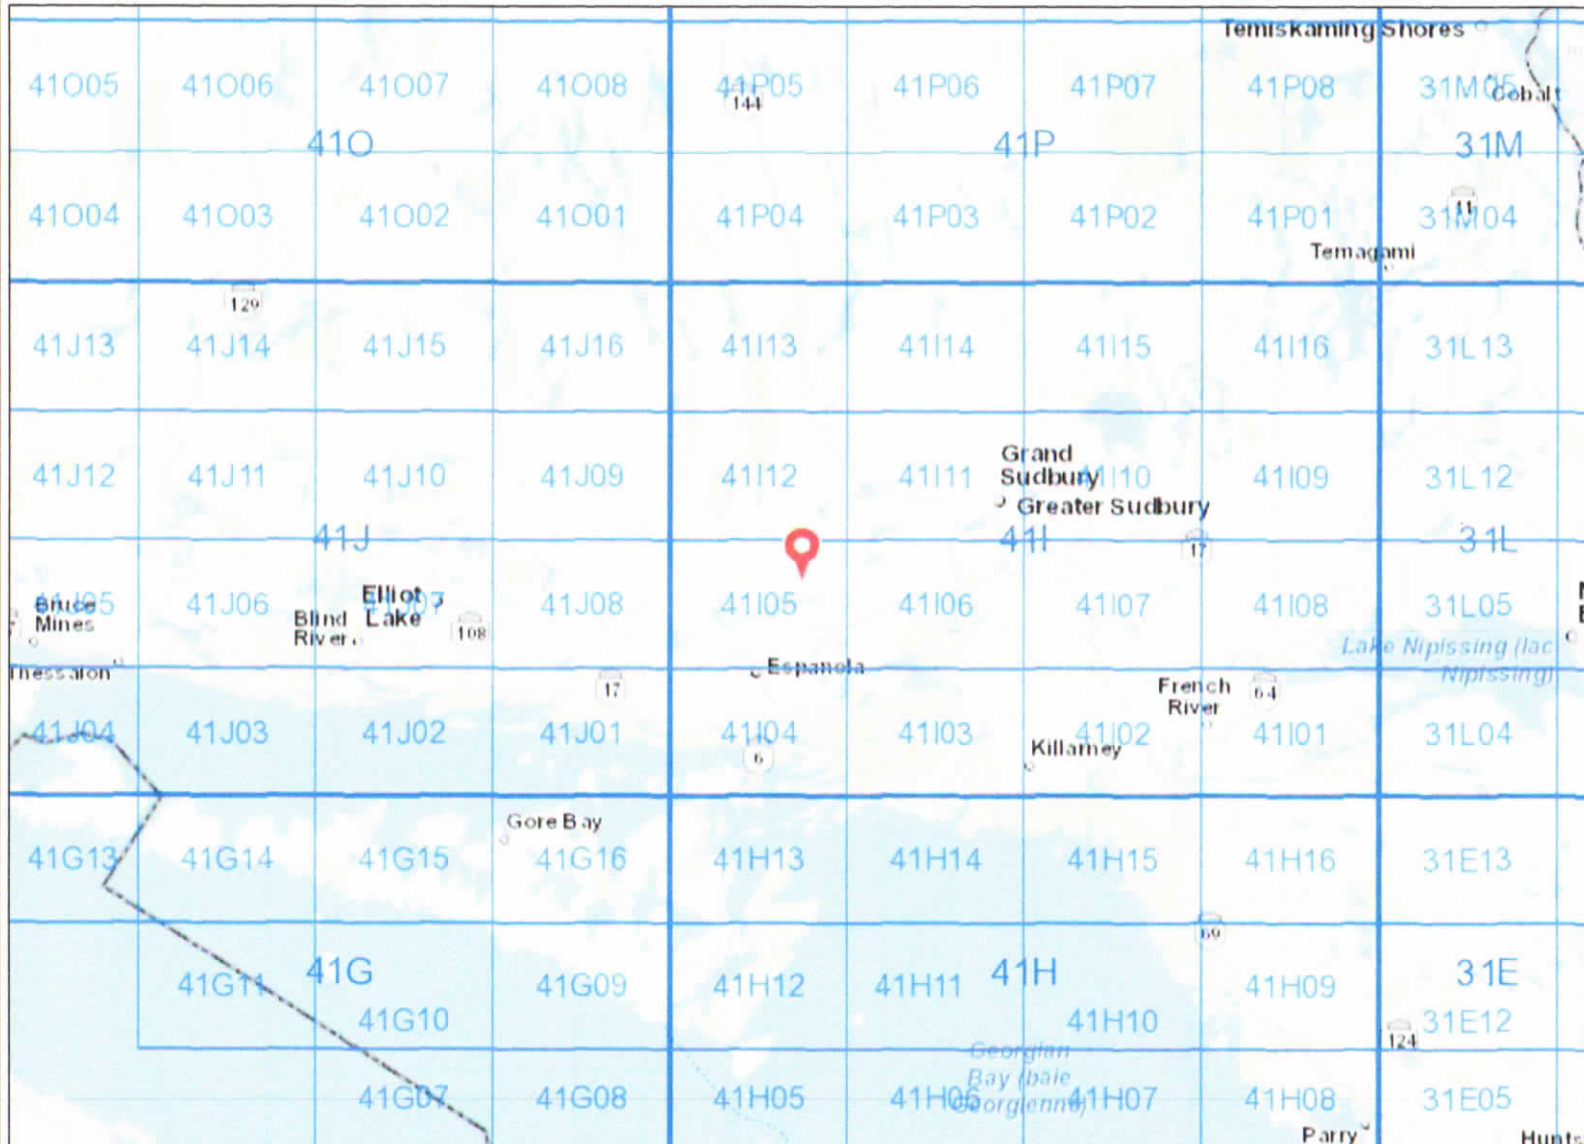 Temiskaming Shores
41O05 41O06 41O07 41O08 41P05 41P06 41P07 41P08 31M05
144
Cobalt
41O 41P 31M
41O04 41O03 41O02 41O01 41P04 41P03 41P02 41P01 31M04
11
Temagami
129
41J13 41J14 41J15 41J16 41I13 41I14 41I15 41I16 31L13
Grand
Sudbury
41J12 41J11 41J10 41J09 41I12 41I11 41I10 41I09 31L12
Greater Sudbury
41J 41I 31L
17
Elliot
Lake
41J05 41J06 41J07 41J08 41I05 41I06 41I07 41I08 31L05
Bruce
Mines
Blind
River
108
Lake Nipissing (lac
Nipissing)
Thessalon
Espanola
17
French
River
64
41J04 41J03 41J02 41J01 41I04 41I03 41I02 41I01 31L04
Killarney
6
Gore Bay
41G13 41G14 41G15 41G16 41H13 41H14 41H15 41H16 31E13
69
41G 41H 31E
41G11 41G09 41H12 41H11 41H09
41G10 41H10 31E12
124
Georgian
Bay (baie
Georgienne)
41G07 41G08 41H05 41H06 41H07 41H08 31E05
Parry